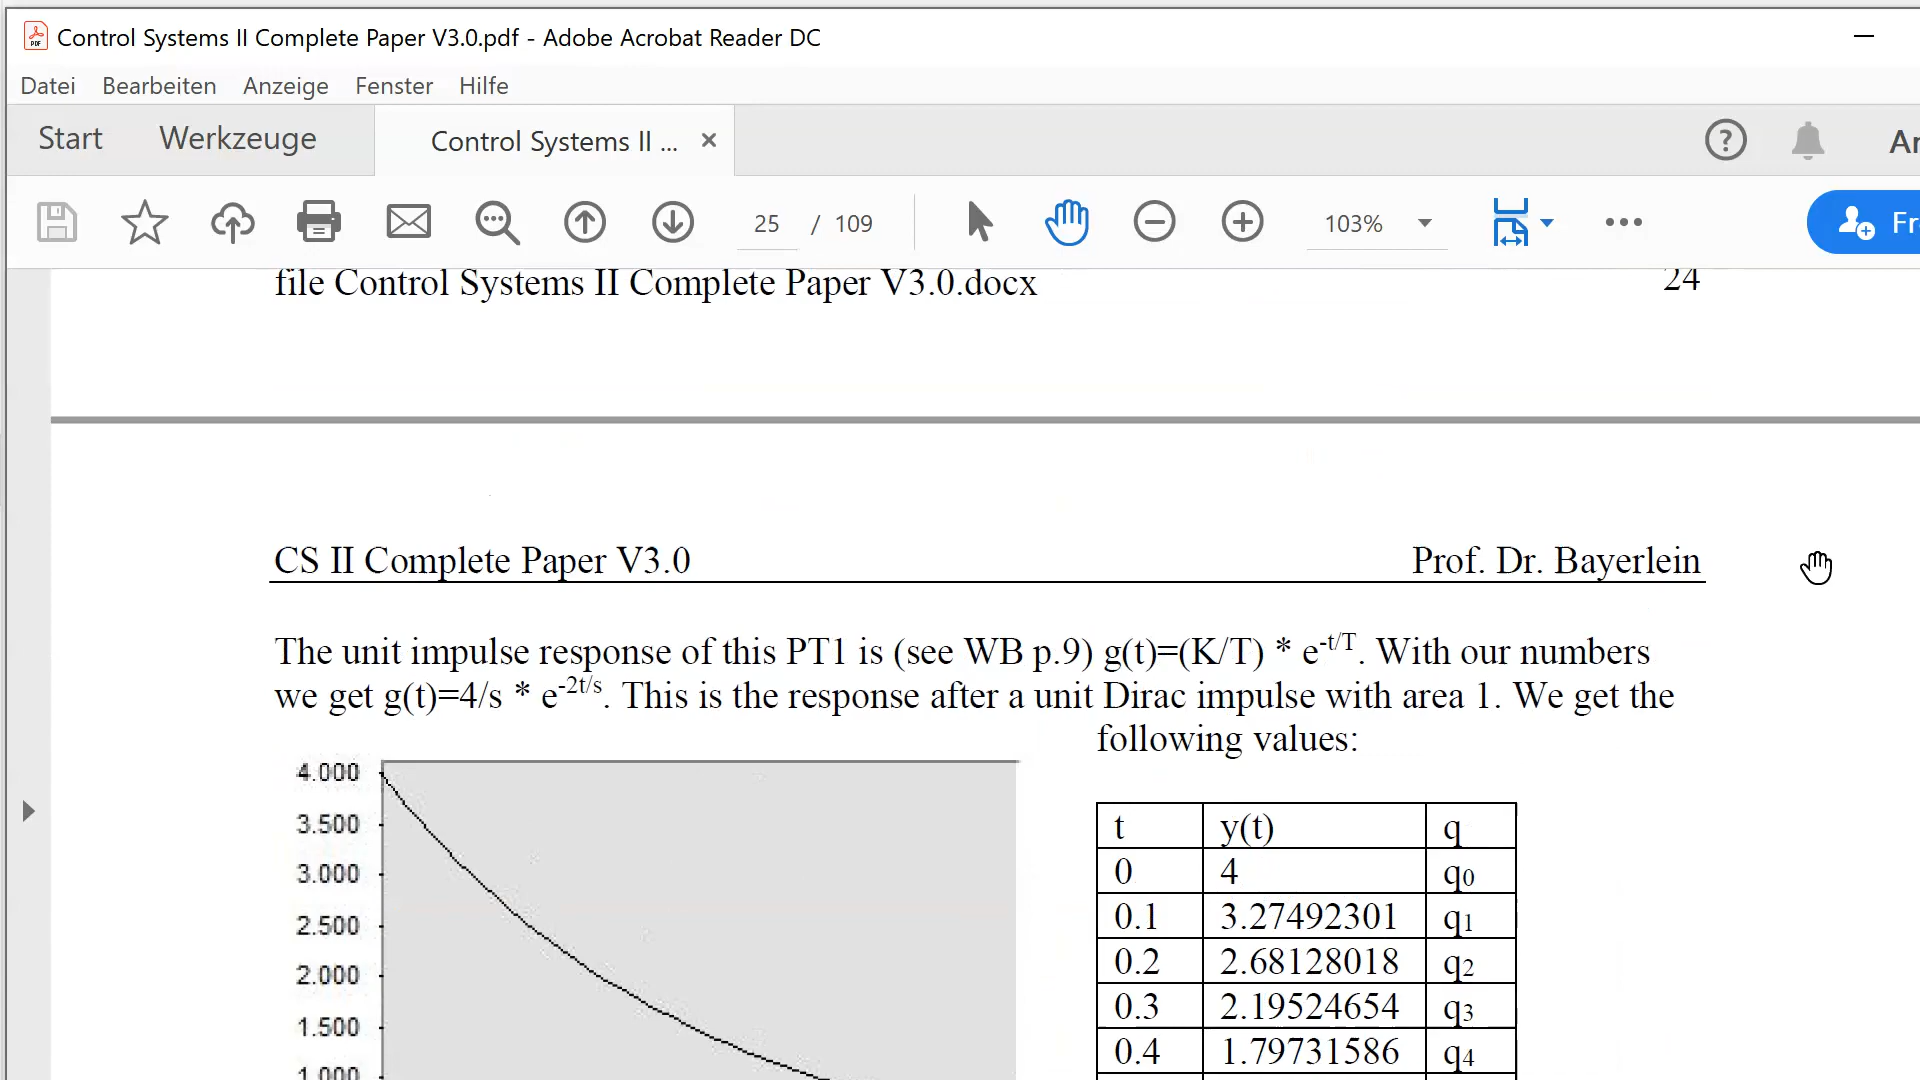 Control Systems II Complete Paper V3.0.pdf - Adobe Acrobat Reader DC
Datei Bearbeiten Anzeige Fenster Hilfe
Start Werkzeuge Control Systems II ... ×
25 / 109 103%
file Control Systems II Complete Paper V3.0.docx 24
CS II Complete Paper V3.0 Prof. Dr. Bayerlein
The unit impulse response of this PT1 is (see WB p.9) g(t)=(K/T) * e-t/T. With our numbers
we get g(t)=4/s * e-2t/s. This is the response after a unit Dirac impulse with area 1. We get the
following values:
4.000
3.500
3.000
2.500
2.000
1.500
1.000
t y(t) q
0 4 q0
0.1 3.27492301 q1
0.2 2.68128018 q2
0.3 2.19524654 q3
0.4 1.79731586 q4